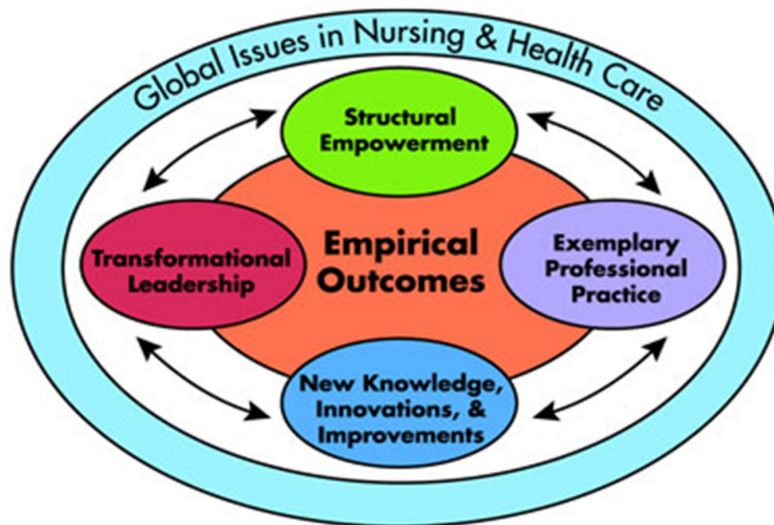 Global Issues in Nursing & Health Care
Structural
Empowerment
Transformational
Leadership
Empirical
Outcomes
Exemplary
Professional
Practice
New Knowledge,
Innovations, &
Improvements